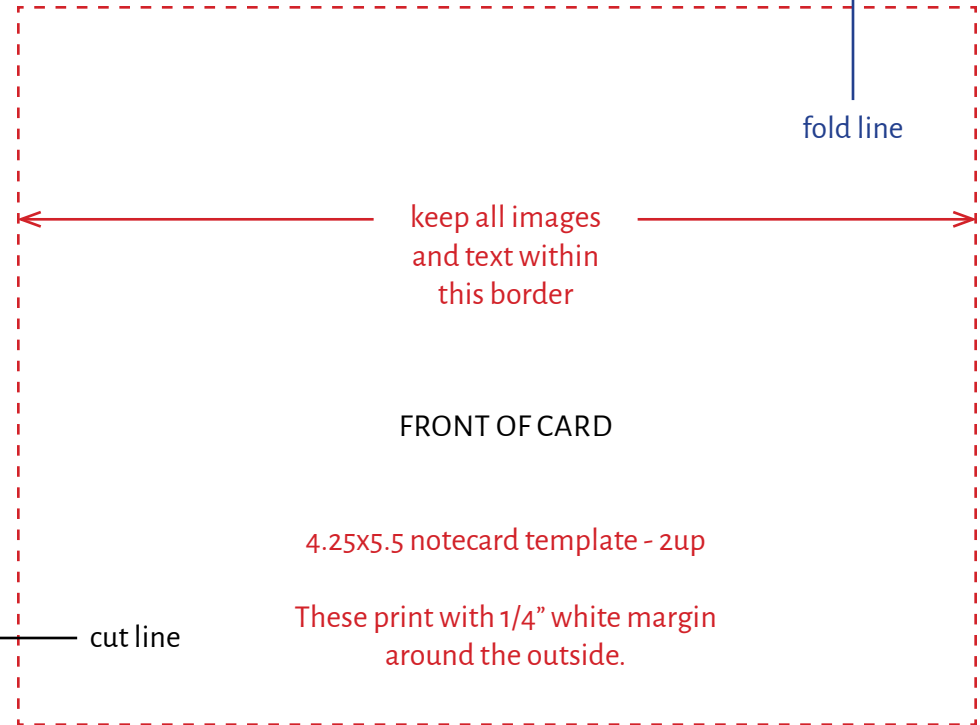 fold line
keep all images
and text within
this border
FRONT OF CARD
4.25x5.5 notecard template - 2up
These print with 1/4” white margin
around the outside.
cut line